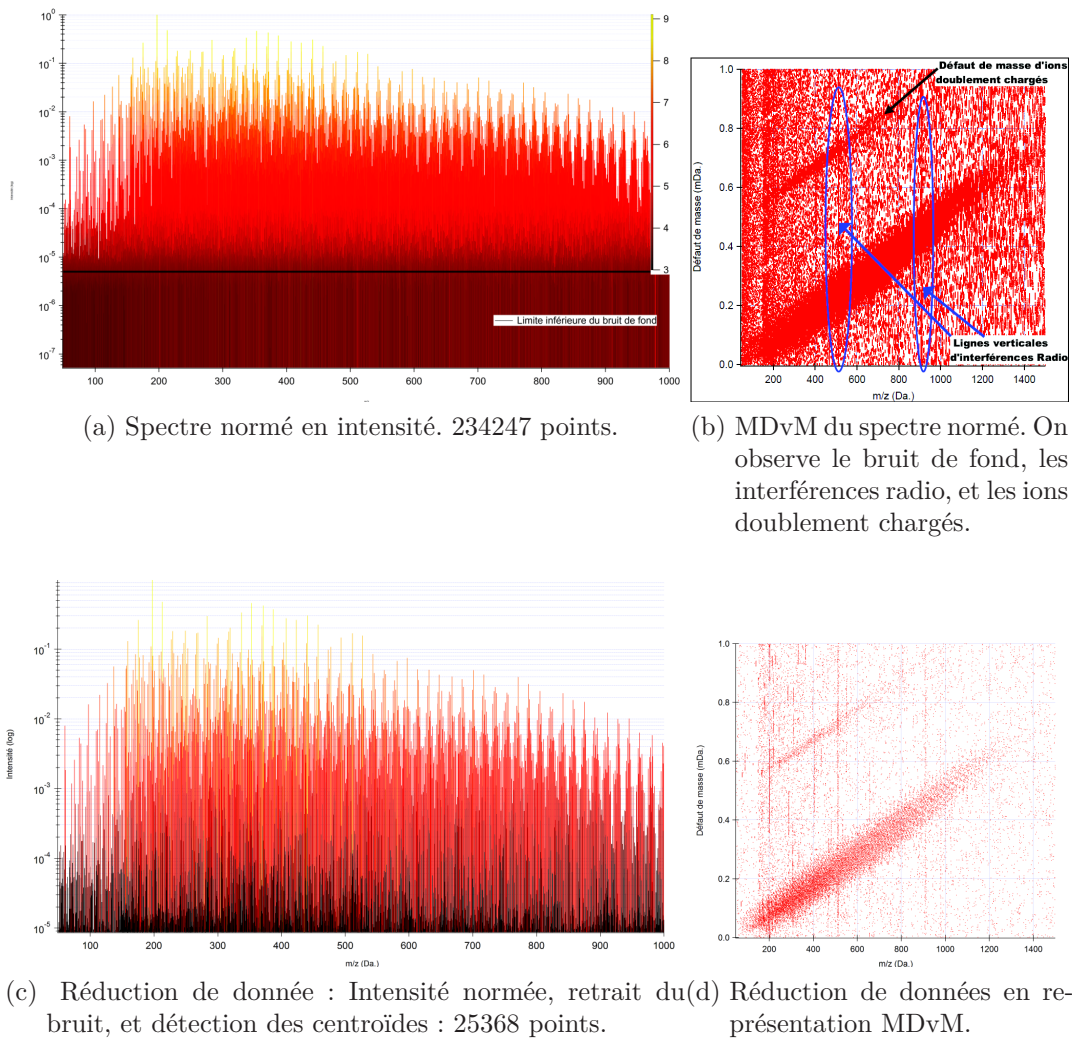 10⁰
10⁻¹
10⁻²
10⁻³
10⁻⁴
10⁻⁵
10⁻⁶
10⁻⁷
9
8
7
6
5
4
3
Limite inférieure du bruit de fond
100 200 300 400 500 600 700 800 900 1000
Défaut de masse d'ions
doublement chargés
1.0
0.8
0.6
0.4
0.2
0.0
Défaut de masse (mDa.)
Lignes verticales
d'interférences Radio
200 400 600 800 1000 1200 1400
m/z (Da.)
(a) Spectre normé en intensité. 234247 points.
(b) MDvM du spectre normé. On
observe le bruit de fond, les
interférences radio, et les ions
doublement chargés.
10⁻¹
10⁻²
10⁻³
10⁻⁴
10⁻⁵
Intensité (log)
100 200 300 400 500 600 700 800 900 1000
m/z (Da.)
1.0
0.8
0.6
0.4
0.2
0.0
Défaut de masse (mDa.)
200 400 600 800 1000 1200 1400
m/z (Da.)
(c) Réduction de donnée : Intensité normée, retrait du
bruit, et détection des centroïdes : 25368 points.
(d) Réduction de données en re-
présentation MDvM.